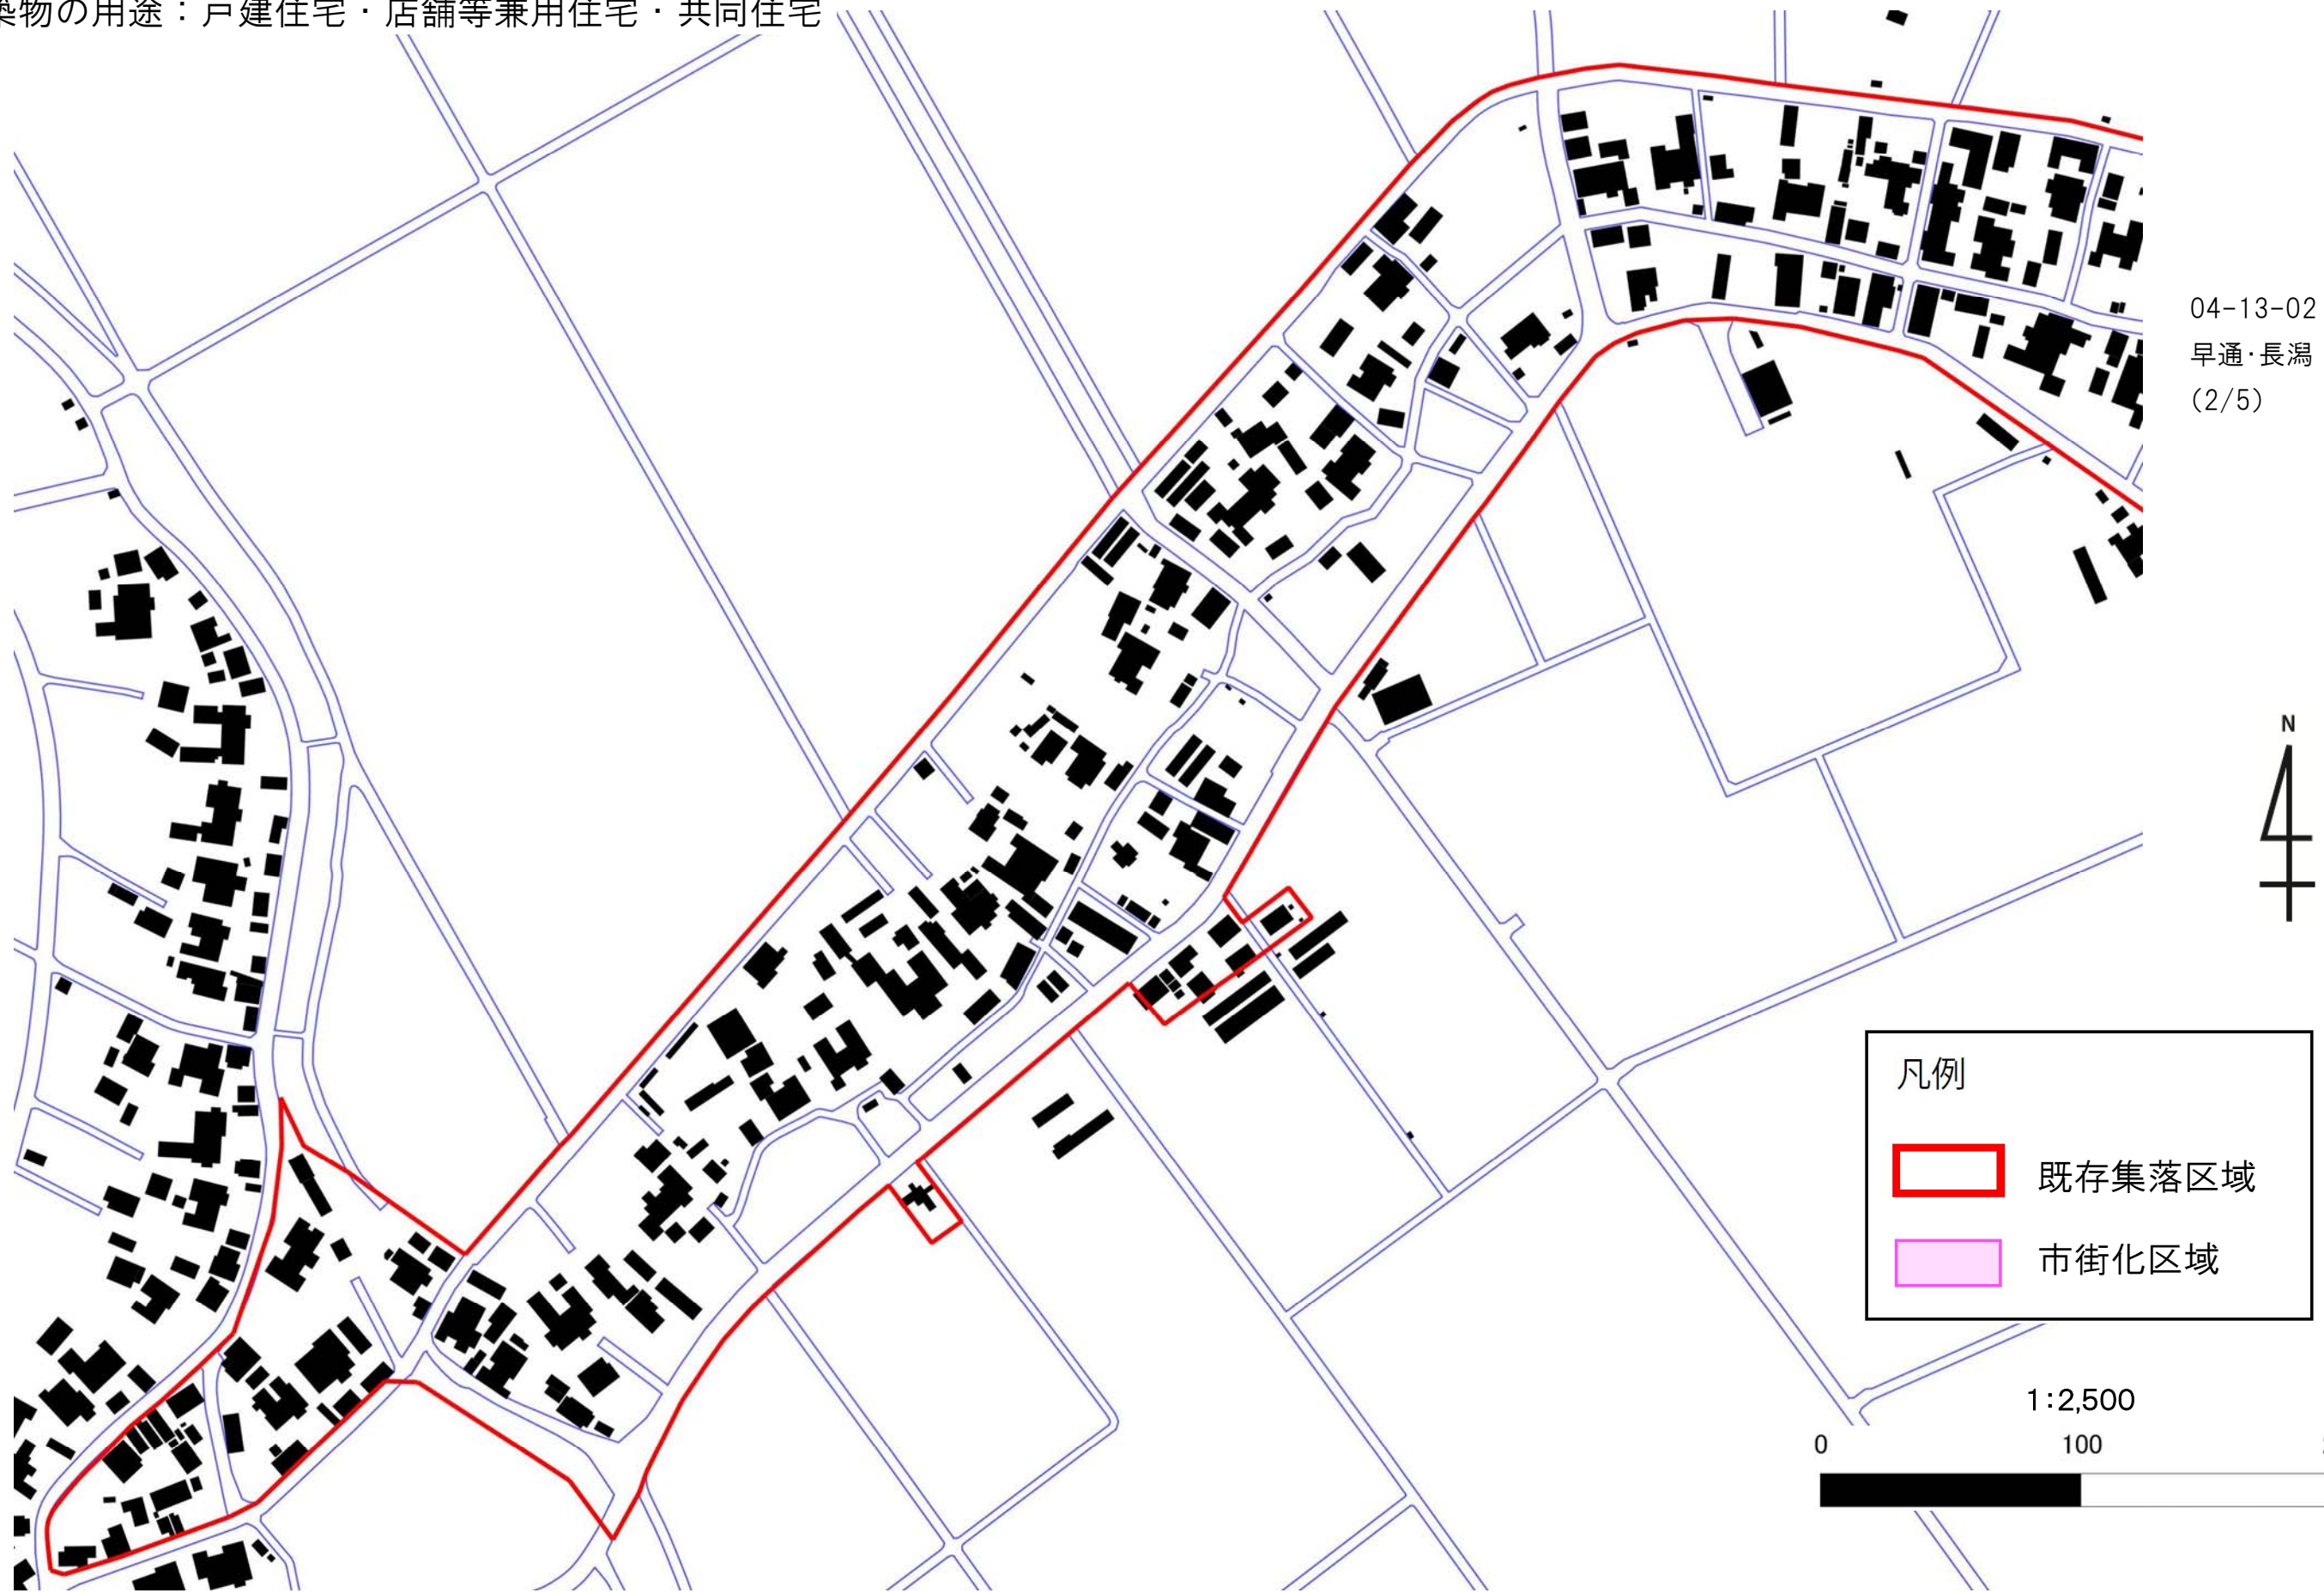 築物の用途：戸建住宅・店舗等兼用住宅・共同住宅
04-13-02
早通・長潟
(2/5)
N
凡例
既存集落区域
市街化区域
1:2,500
0 100